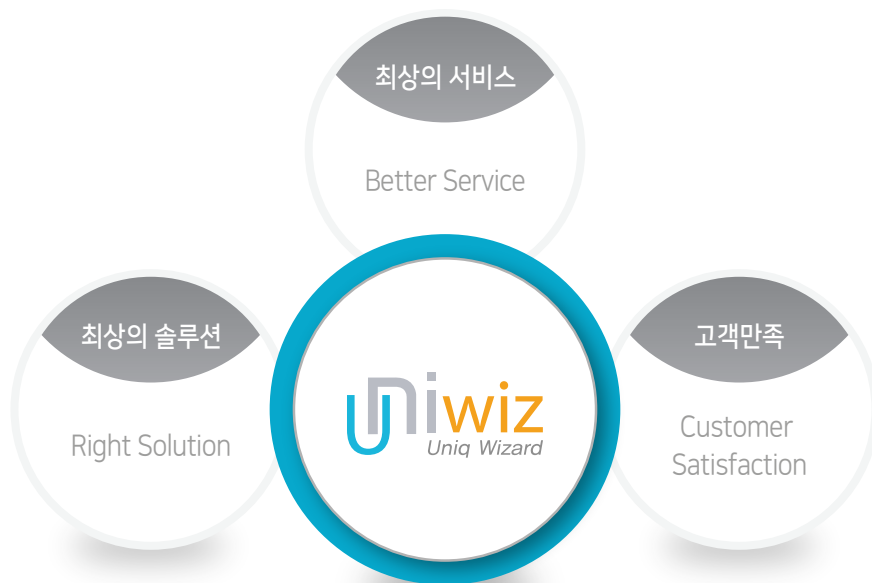 최상의 서비스
Better Service
최상의 솔루션
Right Solution
uniwiz
Uniq Wizard
고객만족
Customer
Satisfaction